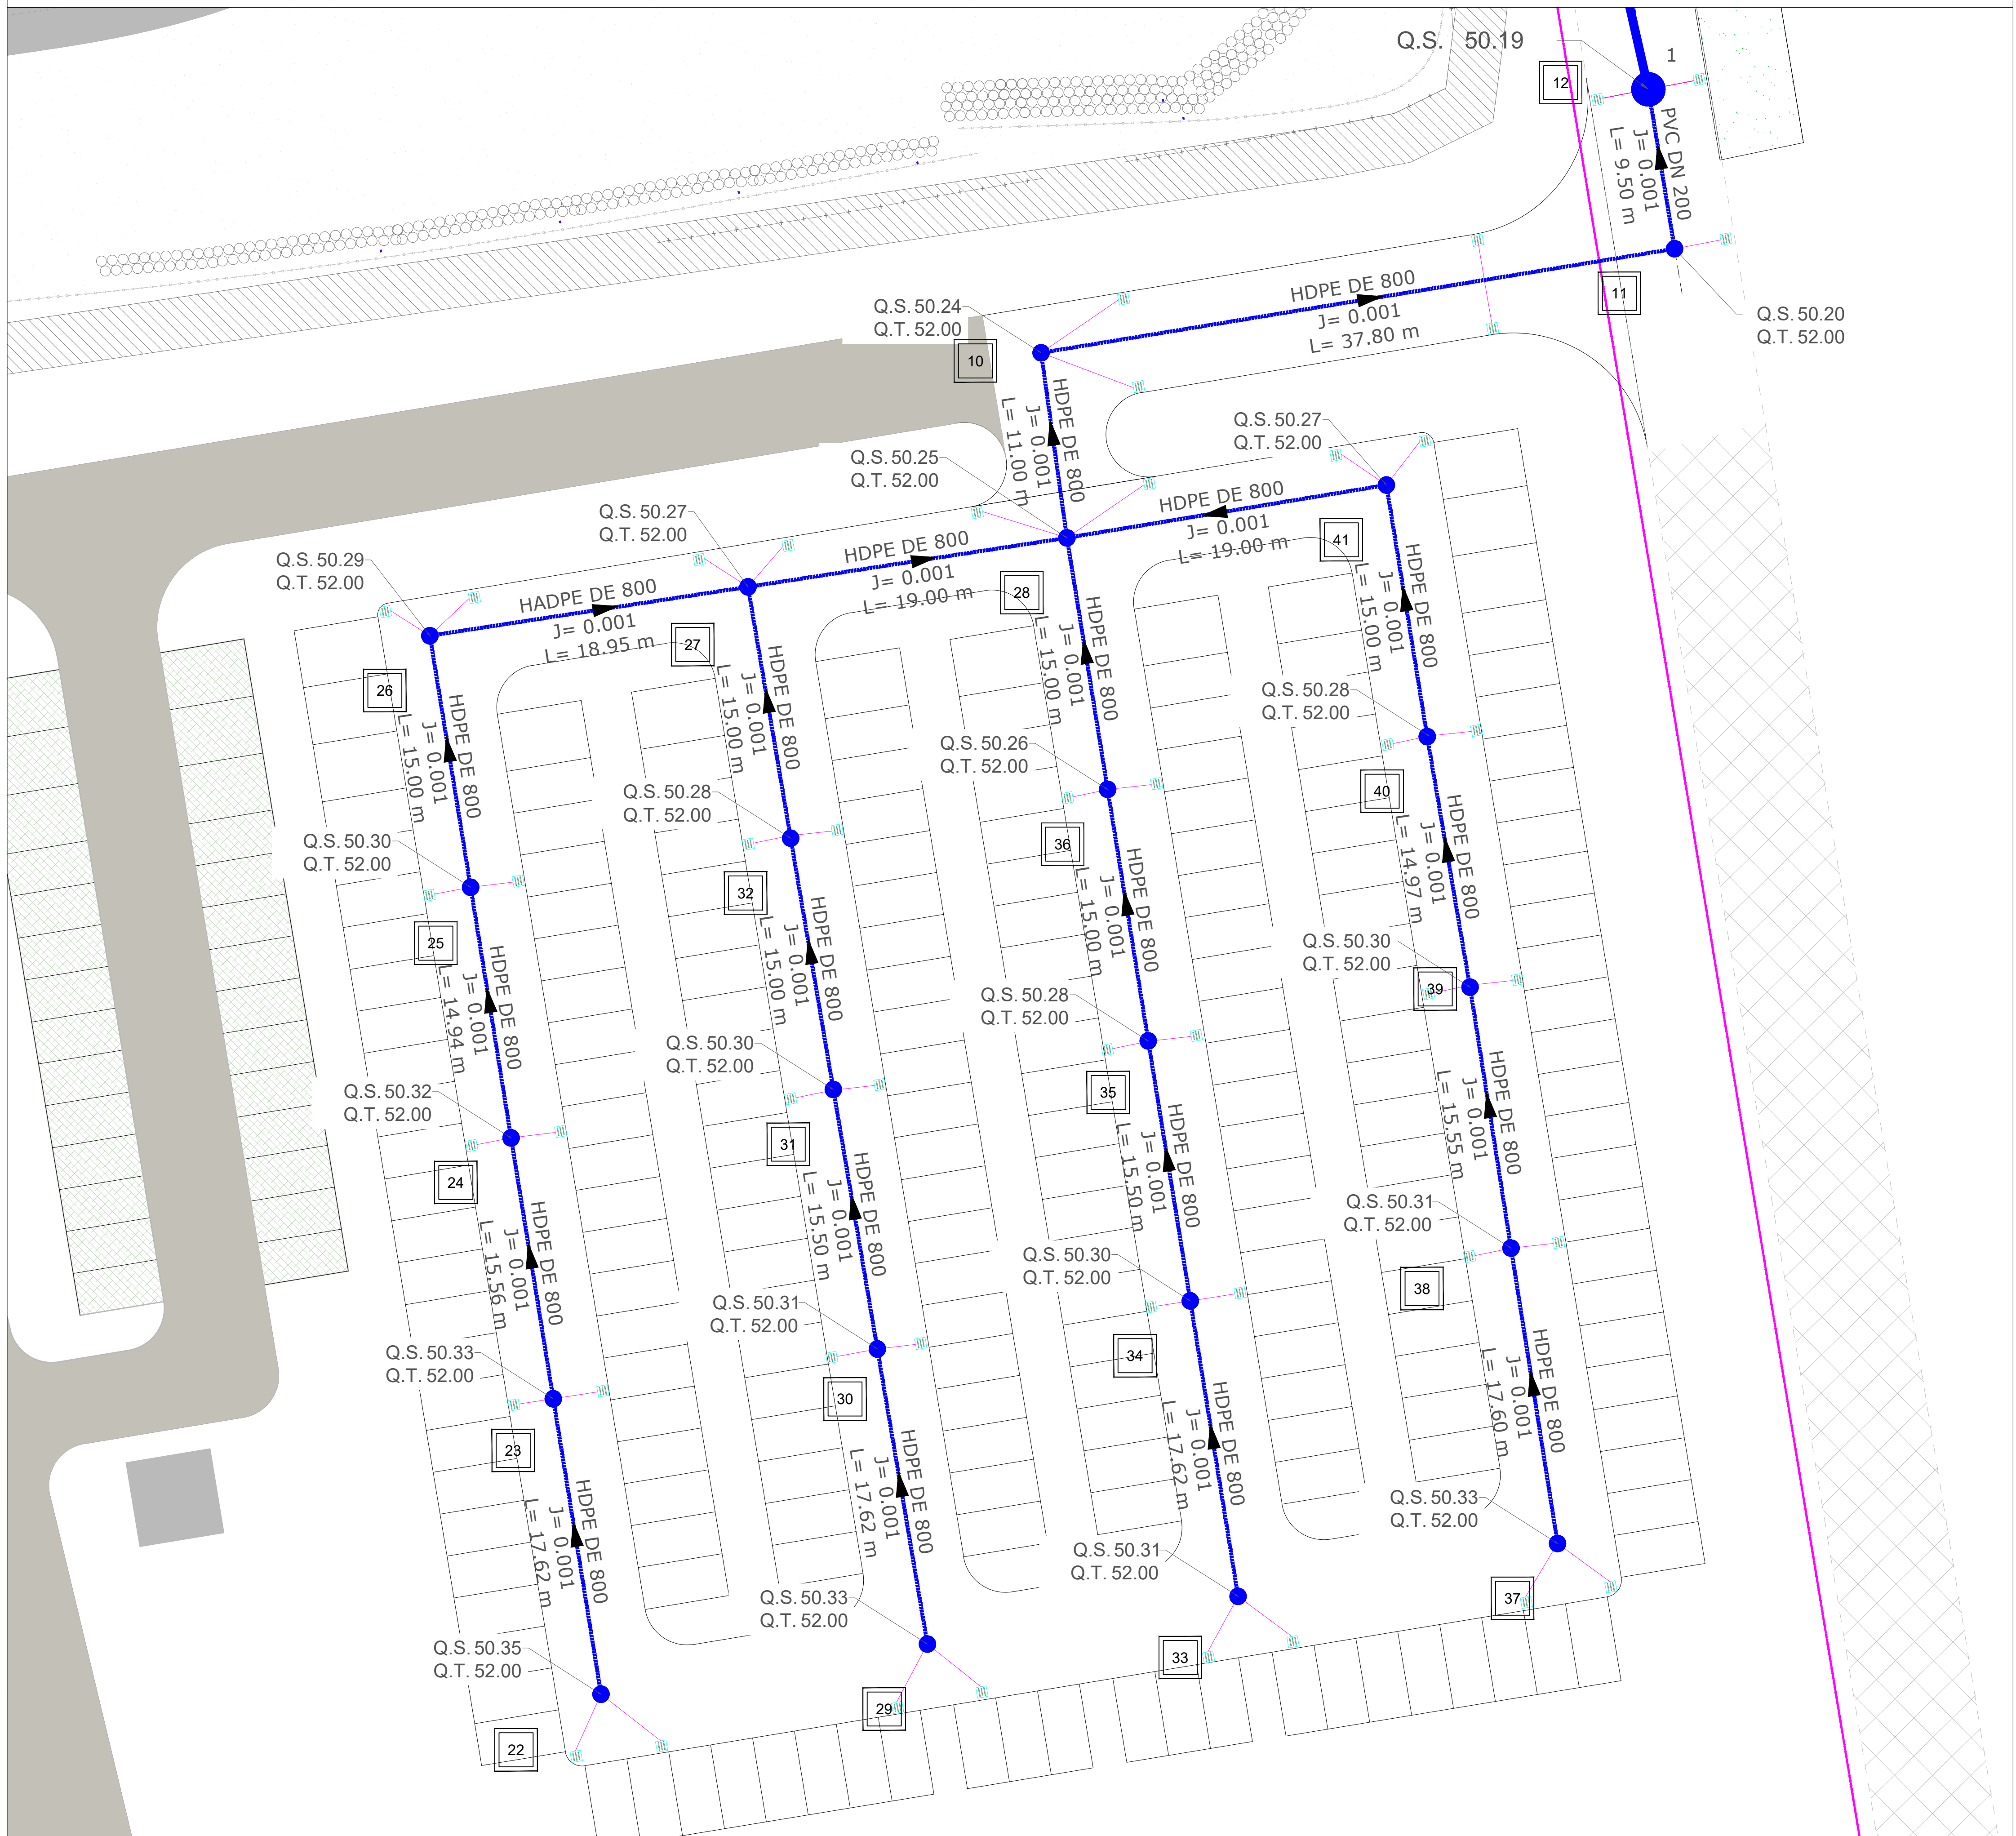 Q.S. 50.19
1
12
PVC DN 200
J= 0.001
L= 9.50 m
Q.S. 50.20
Q.T. 52.00
11
HDPE DE 800
J= 0.001
L= 37.80 m
Q.S. 50.24
Q.T. 52.00
10
HDPE DE 800
J= 0.001
L= 11.00 m
Q.S. 50.27
Q.T. 52.00
Q.S. 50.25
Q.T. 52.00
HDPE DE 800
J= 0.001
L= 19.00 m
41
Q.S. 50.27
Q.T. 52.00
HDPE DE 800
J= 0.001
L= 19.00 m
28
Q.S. 50.29
Q.T. 52.00
HADPE DE 800
J= 0.001
L= 18.95 m
27
26
HDPE DE 800
J= 0.001
L= 15.00 m
Q.S. 50.30
Q.T. 52.00
25
HDPE DE 800
J= 0.001
L= 14.94 m
Q.S. 50.32
Q.T. 52.00
24
HDPE DE 800
J= 0.001
L= 15.56 m
Q.S. 50.33
Q.T. 52.00
23
HDPE DE 800
J= 0.001
L= 17.62 m
Q.S. 50.35
Q.T. 52.00
22
HDPE DE 800
J= 0.001
L= 15.00 m
Q.S. 50.28
Q.T. 52.00
32
HDPE DE 800
J= 0.001
L= 15.00 m
Q.S. 50.30
Q.T. 52.00
31
HDPE DE 800
J= 0.001
L= 15.50 m
Q.S. 50.31
Q.T. 52.00
30
HDPE DE 800
J= 0.001
L= 17.62 m
Q.S. 50.33
Q.T. 52.00
29
HDPE DE 800
J= 0.001
L= 15.00 m
Q.S. 50.26
Q.T. 52.00
36
HDPE DE 800
J= 0.001
L= 15.00 m
Q.S. 50.28
Q.T. 52.00
35
HDPE DE 800
J= 0.001
L= 15.50 m
Q.S. 50.30
Q.T. 52.00
34
HDPE DE 800
J= 0.001
L= 17.62 m
Q.S. 50.31
Q.T. 52.00
33
HDPE DE 800
J= 0.001
L= 15.00 m
Q.S. 50.28
Q.T. 52.00
40
HDPE DE 800
J= 0.001
L= 14.97 m
Q.S. 50.30
Q.T. 52.00
39
HDPE DE 800
J= 0.001
L= 15.55 m
Q.S. 50.31
Q.T. 52.00
38
HDPE DE 800
J= 0.001
L= 17.60 m
Q.S. 50.33
Q.T. 52.00
37